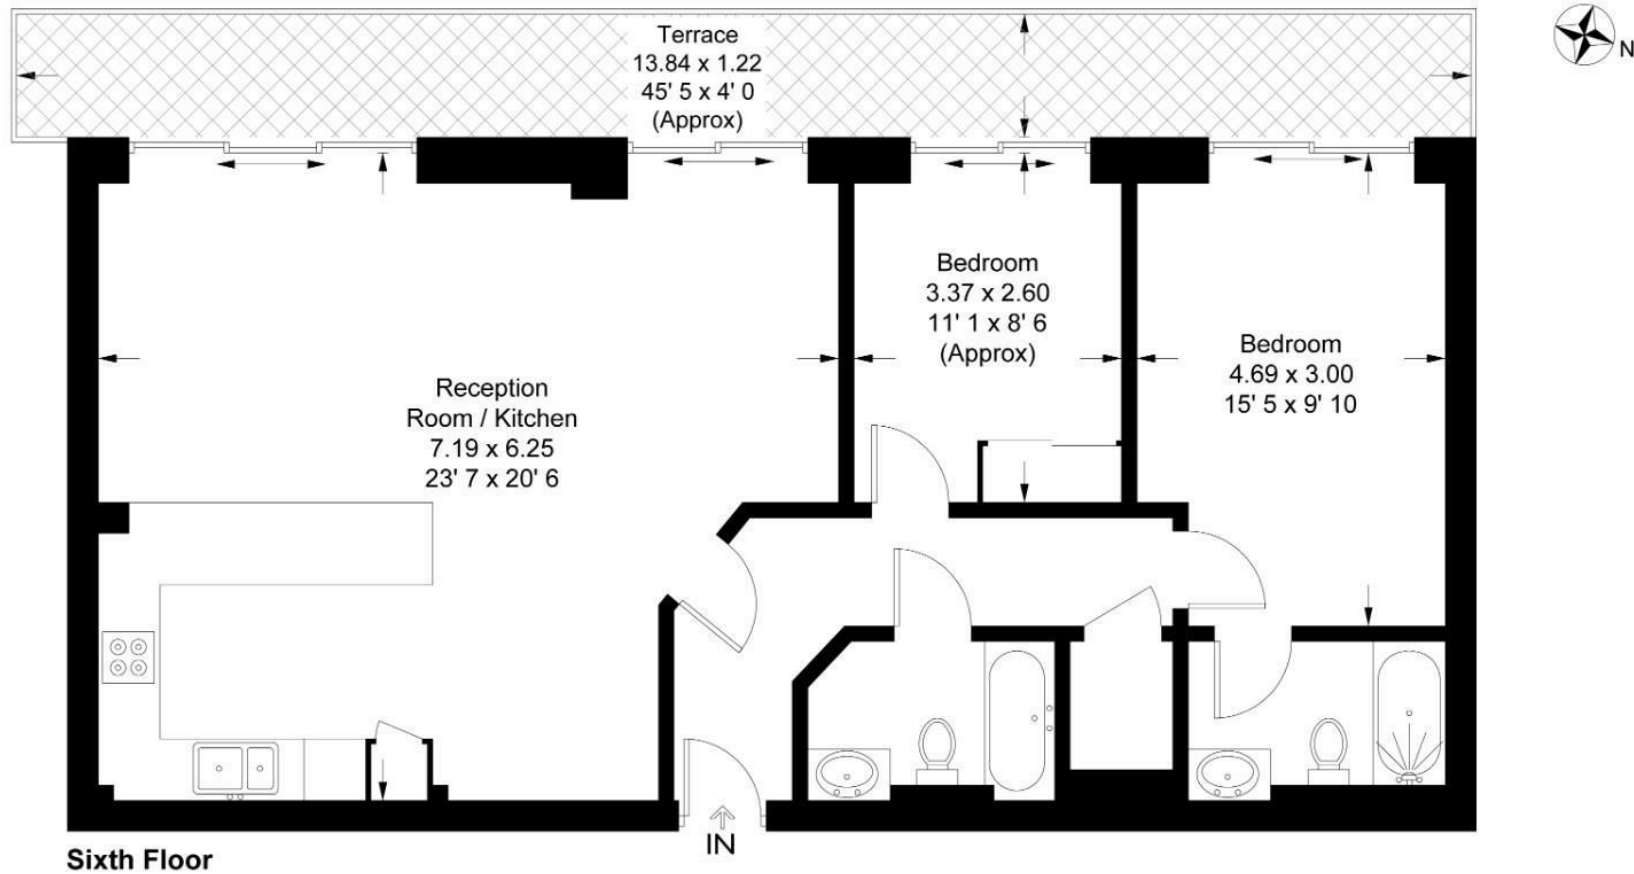 Terrace
13.84 x 1.22
45' 5 x 4' 0
(Approx)
N
Bedroom
3.37 x 2.60
11' 1 x 8' 6
(Approx)
Bedroom
4.69 x 3.00
15' 5 x 9' 10
Reception
Room / Kitchen
7.19 x 6.25
23' 7 x 20' 6
IN
Sixth Floor